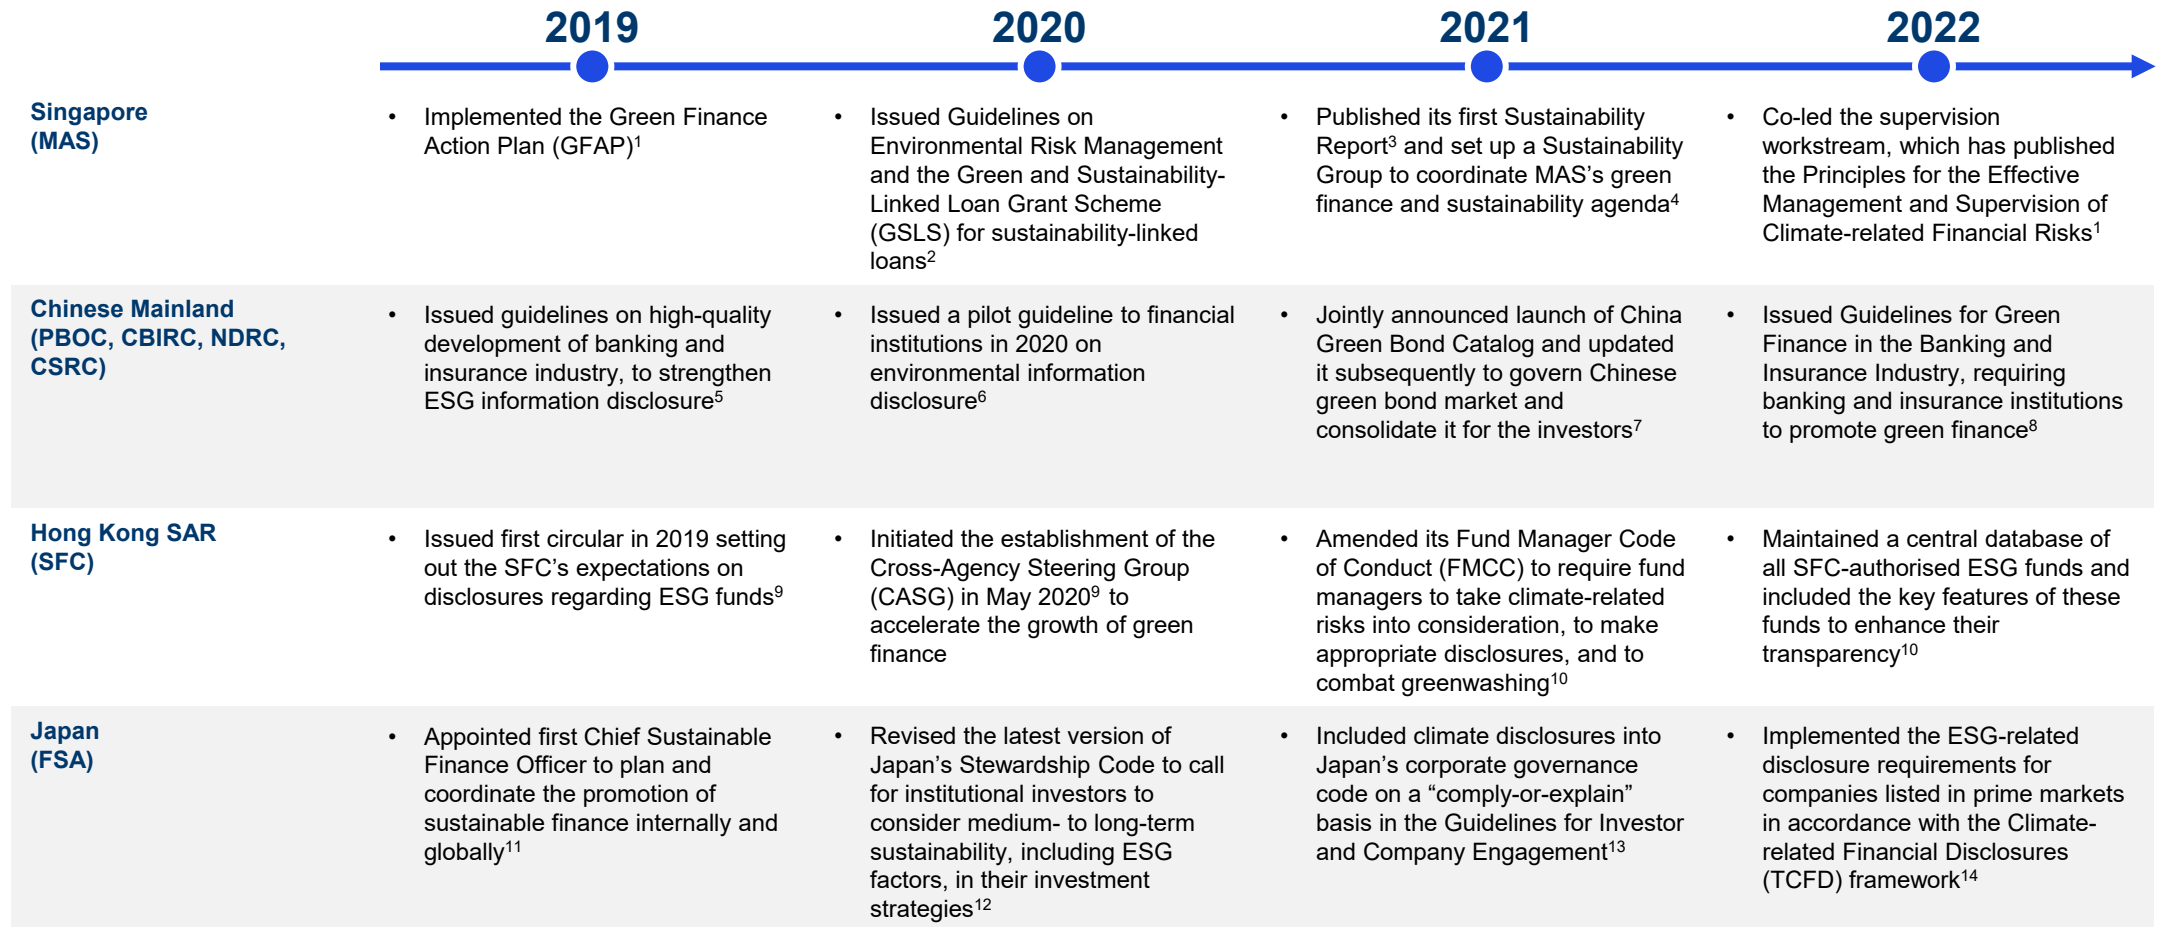 2019
2020
2021
2022
Singapore
(MAS)
• Implemented the Green Finance
Action Plan (GFAP)¹
• Issued Guidelines on
Environmental Risk Management
and the Green and Sustainability-
Linked Loan Grant Scheme
(GSLS) for sustainability-linked
loans²
• Published its first Sustainability
Report³ and set up a Sustainability
Group to coordinate MAS’s green
finance and sustainability agenda⁴
• Co-led the supervision
workstream, which has published
the Principles for the Effective
Management and Supervision of
Climate-related Financial Risks¹
Chinese Mainland
(PBOC, CBIRC, NDRC,
CSRC)
• Issued guidelines on high-quality
development of banking and
insurance industry, to strengthen
ESG information disclosure⁵
• Issued a pilot guideline to financial
institutions in 2020 on
environmental information
disclosure⁶
• Jointly announced launch of China
Green Bond Catalog and updated
it subsequently to govern Chinese
green bond market and
consolidate it for the investors⁷
• Issued Guidelines for Green
Finance in the Banking and
Insurance Industry, requiring
banking and insurance institutions
to promote green finance⁸
Hong Kong SAR
(SFC)
• Issued first circular in 2019 setting
out the SFC’s expectations on
disclosures regarding ESG funds⁹
• Initiated the establishment of the
Cross-Agency Steering Group
(CASG) in May 2020⁹ to
accelerate the growth of green
finance
• Amended its Fund Manager Code
of Conduct (FMCC) to require fund
managers to take climate-related
risks into consideration, to make
appropriate disclosures, and to
combat greenwashing¹⁰
• Maintained a central database of
all SFC-authorised ESG funds and
included the key features of these
funds to enhance their
transparency¹⁰
Japan
(FSA)
• Appointed first Chief Sustainable
Finance Officer to plan and
coordinate the promotion of
sustainable finance internally and
globally¹¹
• Revised the latest version of
Japan’s Stewardship Code to call
for institutional investors to
consider medium- to long-term
sustainability, including ESG
factors, in their investment
strategies¹²
• Included climate disclosures into
Japan’s corporate governance
code on a “comply-or-explain”
basis in the Guidelines for Investor
and Company Engagement¹³
• Implemented the ESG-related
disclosure requirements for
companies listed in prime markets
in accordance with the Climate-
related Financial Disclosures
(TCFD) framework¹⁴